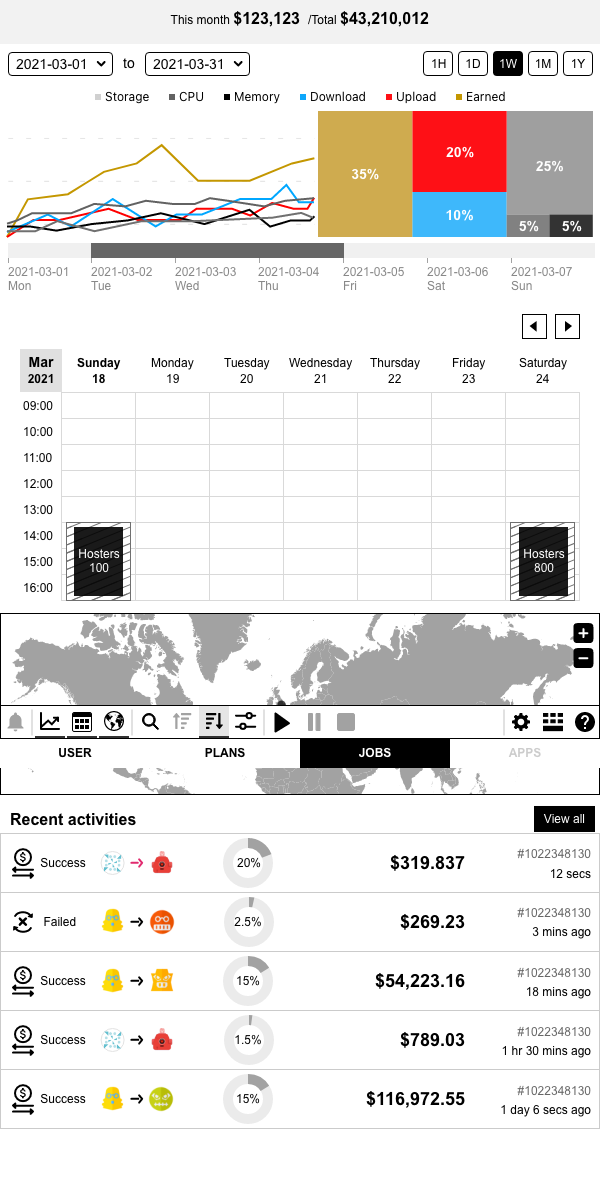 This month $123,123 /Total $43,210,012
2021-03-01 to 2021-03-31 1H 1D 1W 1M 1Y
Storage CPU Memory Download Upload Earned
35% 20% 25%
10% 5% 5%
2021-03-01 2021-03-02 2021-03-03 2021-03-04 2021-03-05 2021-03-06 2021-03-07
Mon Tue Wed Thu Fri Sat Sun
Mar Sunday Monday Tuesday Wednesday Thursday Friday Saturday
2021 18 19 20 21 22 23 24
09:00
10:00
11:00
12:00
13:00
14:00
Hosters Hosters
15:00 100 800
16:00
USER PLANS JOBS APPS
Recent activities View all
Success 20% $319.837 #1022348130
12 secs
Failed 2.5% $269.23 #1022348130
3 mins ago
Success 15% $54,223.16 #1022348130
18 mins ago
Success 1.5% $789.03 #1022348130
1 hr 30 mins ago
Success 15% $116,972.55 #1022348130
1 day 6 secs ago